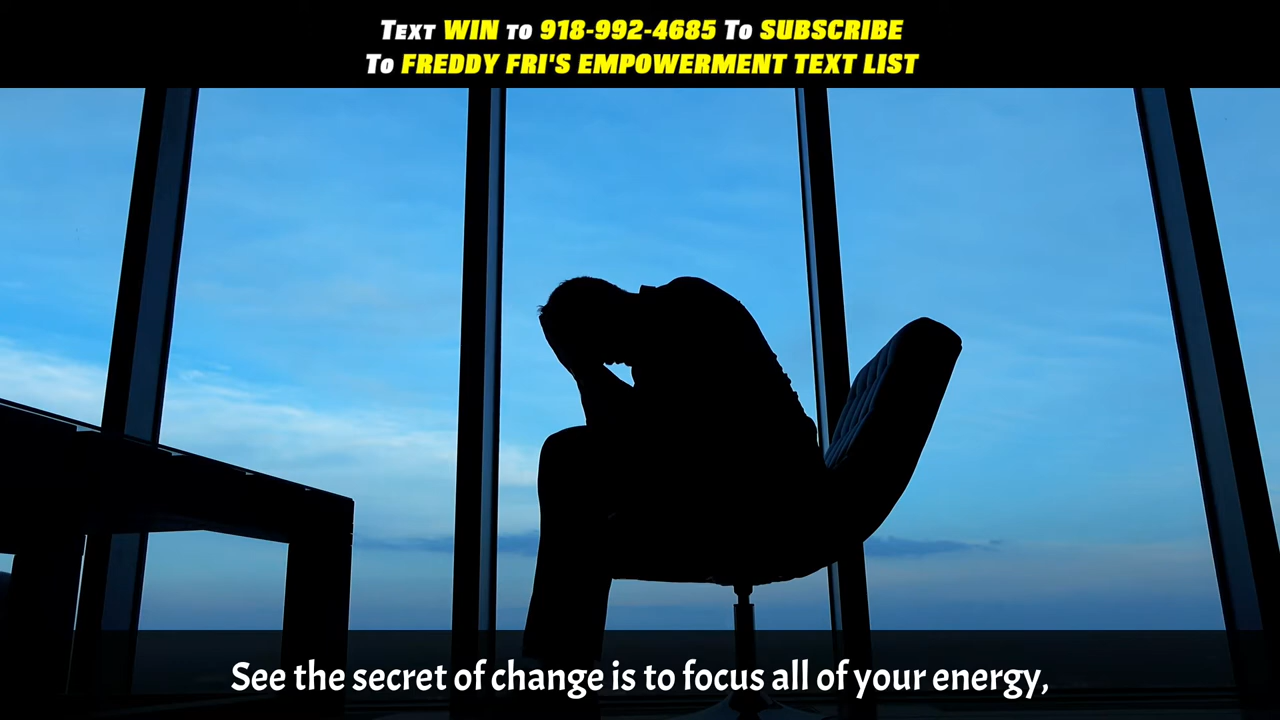 Text WIN to 918-992-4685 To SUBSCRIBE
To FREDDY FRI'S EMPOWERMENT TEXT LIST
See the secret of change is to focus all of your energy,